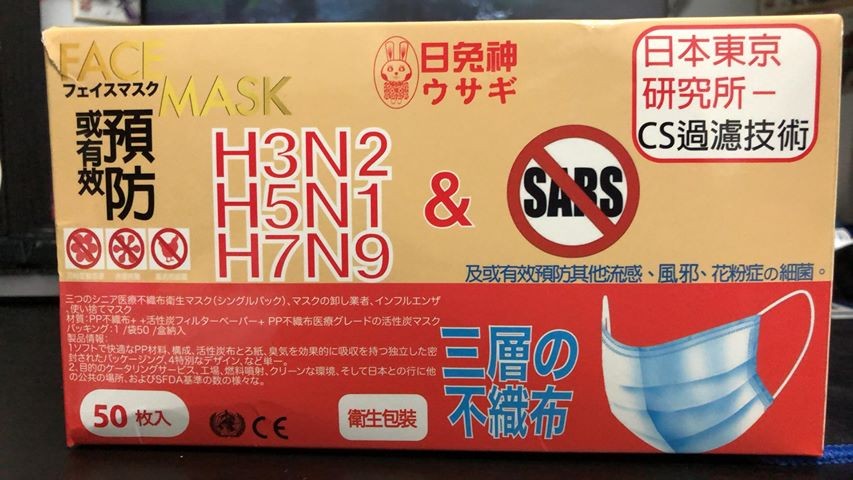 FACE
MASK
フェイスマスク
或有效
預防
H3N2
H5N1
H7N9
&
SARS
日兔神
ウサギ
日本東京
研究所－
CS過濾技術
及或有效預防其他流感、風邪、花粉症の細菌。
三つのシニア医療不織布衛生マスク(シングルパック)、マスクの卸し業者、インフルエンザ
、使い捨てマスク
材質：PP不織布+ +活性炭フィルターペーパー+ PP不織布医療グレードの活性炭マスク
パッキング：1 /袋50 /盒納入
製品情報：
1ソフトで快適なPP材料、構成、活性炭布とろ紙、臭気を効果的に吸収を持つ独立した密
封されたパッケージング、4特別なデザイン、など単一。
2、目的のケータリングサービス、工場、燃料噴射、クリーンな環境、そして日本との行に他
の公共の場所、およびSFDA基準の数の様々な。
三層の
不織布
50 枚入
CE
衛生包裝